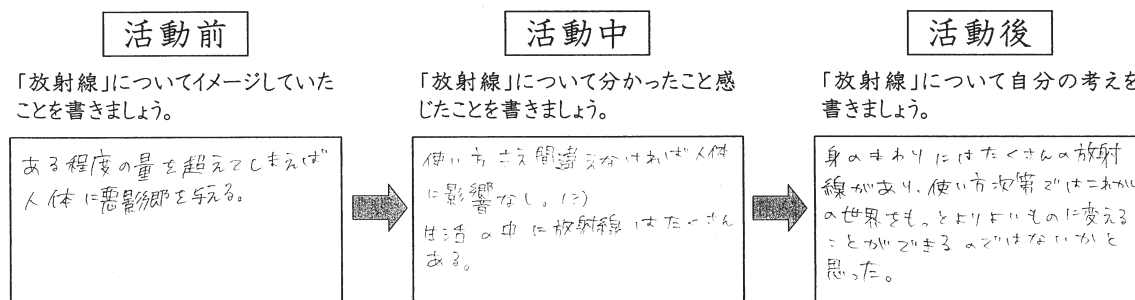 活動前
「放射線」についてイメージしていた
ことを書きましょう。
ある程度の量を超えてしまえば
人体に悪影響を与える。
活動中
「放射線」について分かったこと感
じたことを書きましょう。
使い方さえ間違えなければ人体
に影響なし。(?)
生活の中に放射線はたくさん
ある。
活動後
「放射線」について自分の考えを
書きましょう。
身のまわりにはたくさんの放射
線があり、使い方次第ではこれから
の世界をもっとよりよいものに変える
ことができるのではないかと
思った。